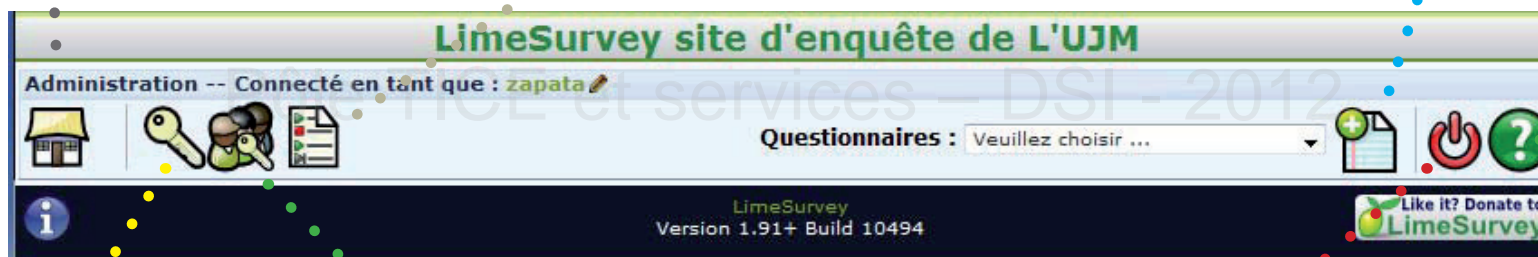 LimeSurvey site d'enquête de L'UJM
Administration -- Connecté en tant que : zapata
Pôle TICE et services DSI - 2012
Questionnaires : Veuillez choisir ...
LimeSurvey
Version 1.91+ Build 10494
Like it? Donate to
LimeSurvey